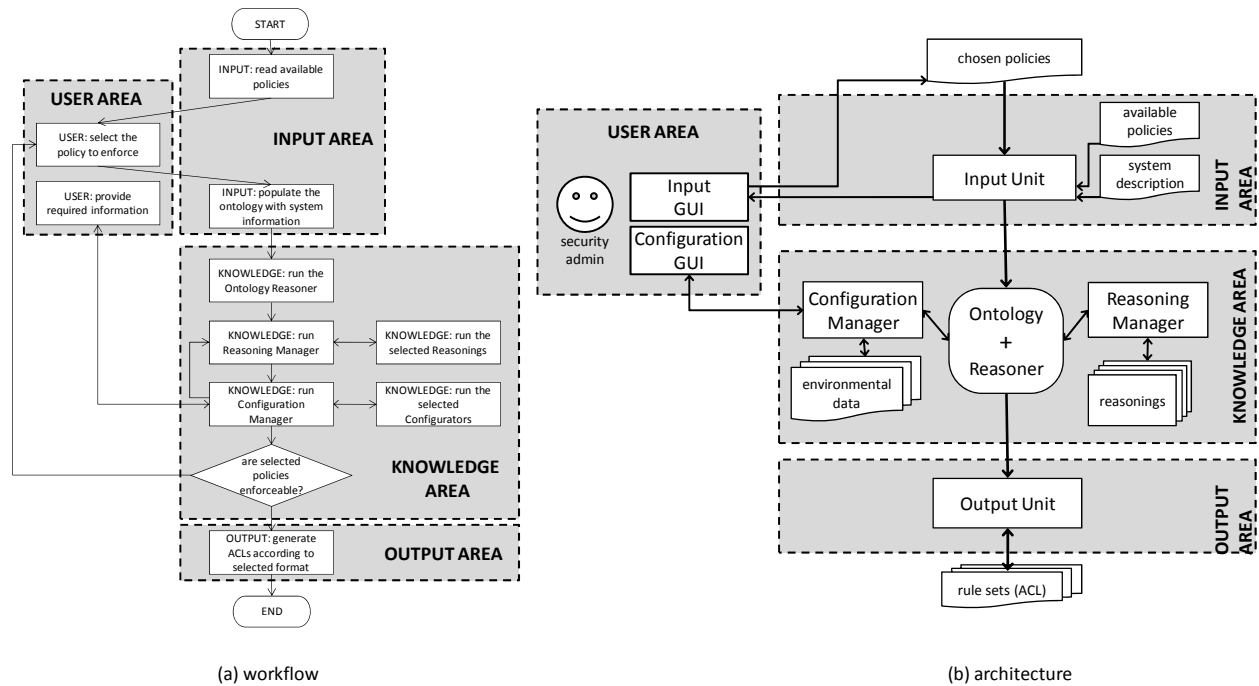 START
INPUT: read available
policies
USER AREA
INPUT AREA
USER: select the
policy to enforce
USER: provide
required information
INPUT: populate the
ontology with system
information
KNOWLEDGE: run the
Ontology Reasoner
KNOWLEDGE: run
Reasoning Manager
KNOWLEDGE: run the
selected Reasonings
KNOWLEDGE: run
Configuration
Manager
KNOWLEDGE: run the
selected
Configurators
are selected
policies
enforceable?
KNOWLEDGE
AREA
OUTPUT: generate
ACLs according to
selected format
OUTPUT AREA
END
(a) workflow
chosen policies
USER AREA
security
admin
Input
GUI
Configuration
GUI
available
policies
system
description
Input Unit
INPUT
AREA
Configuration
Manager
environmental
data
Ontology
+
Reasoner
Reasoning
Manager
reasonings
KNOWLEDGE AREA
Output Unit
OUTPUT
AREA
rule sets (ACL)
(b) architecture